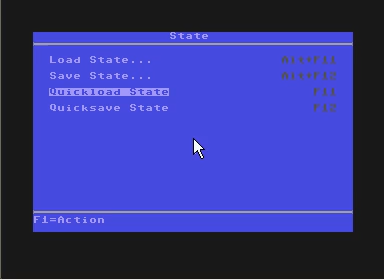 State
Load State... Alt+F11
Save State... Alt+F12
Quickload State F11
Quicksave State F12
F1=Action